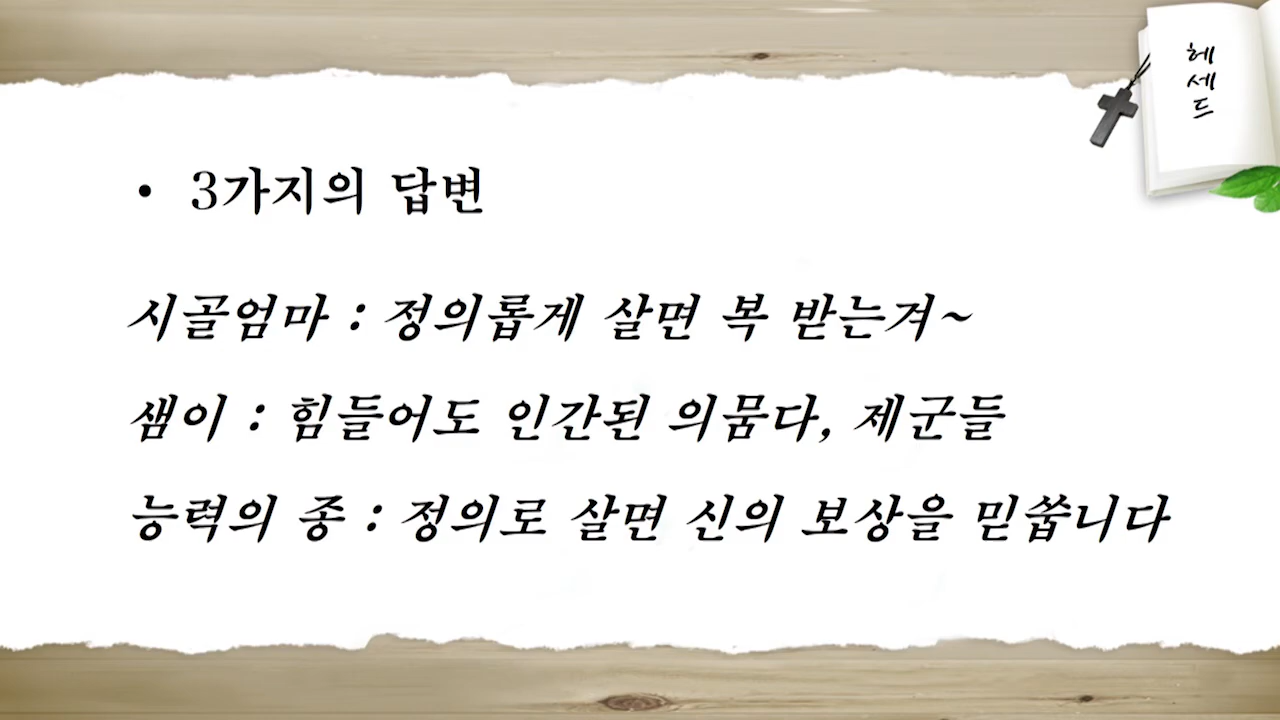 헤
세
드
• 3가지의 답변
시골엄마 : 정의롭게 살면 복 받는겨~
샘이 : 힘들어도 인간된 의뭄다, 제군들
능력의 종 : 정의로 살면 신의 보상을 믿쑵니다